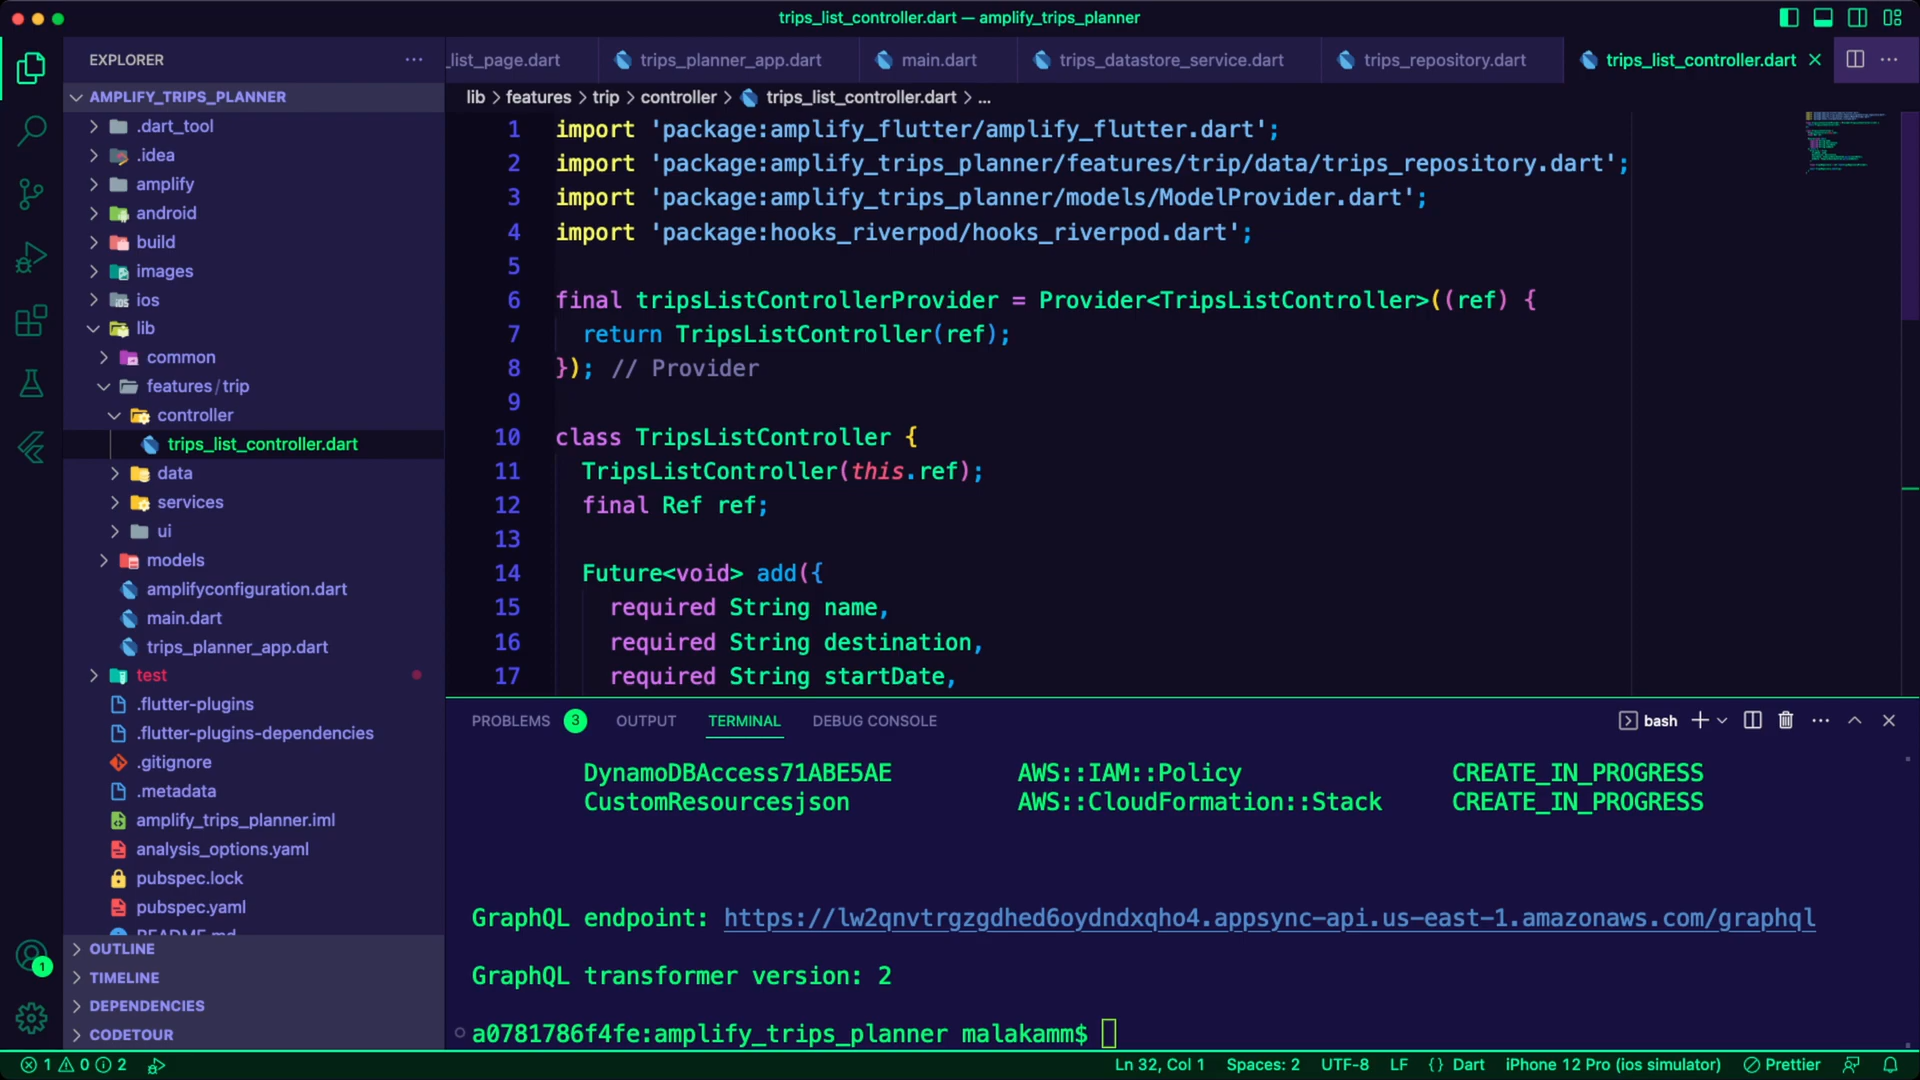 trips_list_controller.dart — amplify_trips_planner
EXPLORER
list_page.dart
trips_planner_app.dart
main.dart
trips_datastore_service.dart
trips_repository.dart
trips_list_controller.dart
AMPLIFY_TRIPS_PLANNER
.dart_tool
.idea
amplify
android
build
images
ios
lib
common
features/trip
controller
trips_list_controller.dart
data
services
ui
models
amplifyconfiguration.dart
main.dart
trips_planner_app.dart
test
.flutter-plugins
.flutter-plugins-dependencies
.gitignore
.metadata
amplify_trips_planner.iml
analysis_options.yaml
pubspec.lock
pubspec.yaml
README.md
OUTLINE
TIMELINE
DEPENDENCIES
CODETOUR
1
lib > features > trip > controller > trips_list_controller.dart > ...
1 import 'package:amplify_flutter/amplify_flutter.dart';
2 import 'package:amplify_trips_planner/features/trip/data/trips_repository.dart';
3 import 'package:amplify_trips_planner/models/ModelProvider.dart';
4 import 'package:hooks_riverpod/hooks_riverpod.dart';
5
6 final tripsListControllerProvider = Provider<TripsListController>((ref) {
7 return TripsListController(ref);
8 }); // Provider
9
10 class TripsListController {
11 TripsListController(this.ref);
12 final Ref ref;
13
14 Future<void> add({
15 required String name,
16 required String destination,
17 required String startDate,
PROBLEMS 3 OUTPUT TERMINAL DEBUG CONSOLE
bash
DynamoDBAccess71ABE5AE AWS::IAM::Policy CREATE_IN_PROGRESS
CustomResourcesjson AWS::CloudFormation::Stack CREATE_IN_PROGRESS
GraphQL endpoint: https://lw2qnvtrgzgdhed6oydndxqho4.appsync-api.us-east-1.amazonaws.com/graphql
GraphQL transformer version: 2
a0781786f4fe:amplify_trips_planner malakamm$
1 0 2
Ln 32, Col 1 Spaces: 2 UTF-8 LF {} Dart iPhone 12 Pro (ios simulator) Prettier